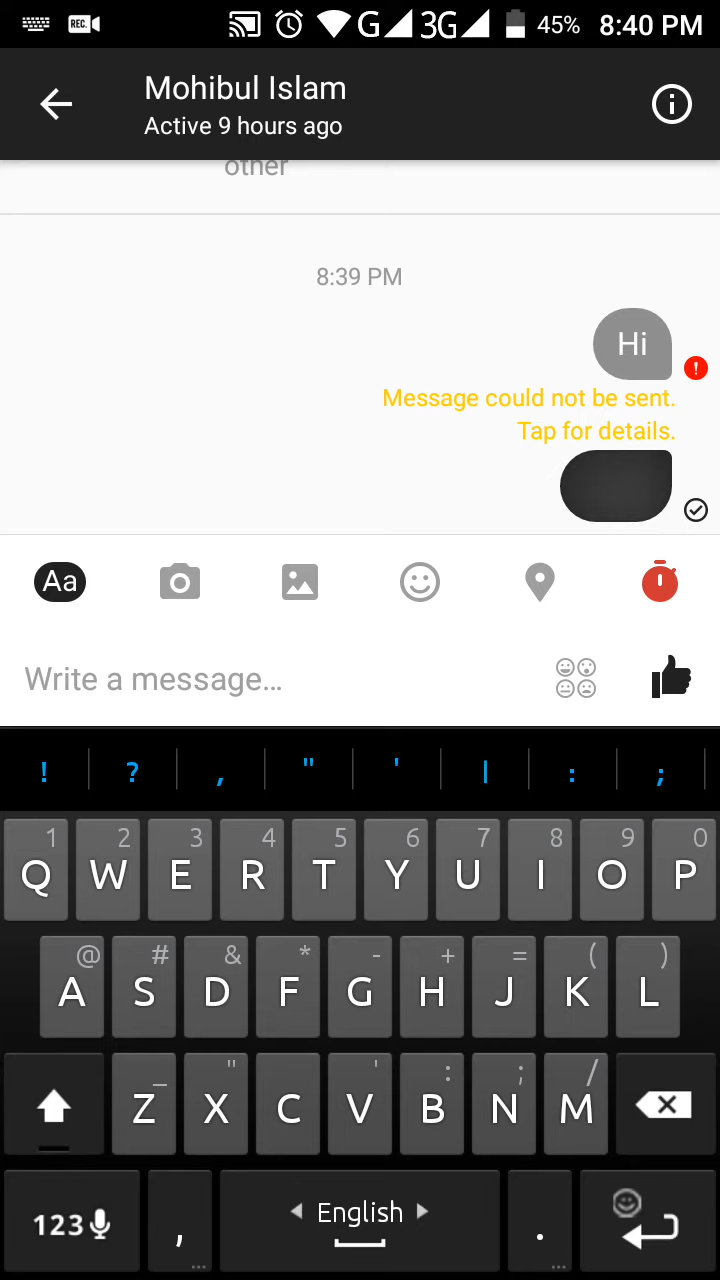 REC. G 3G 45% 8:40 PM
Mohibul Islam
Active 9 hours ago
other
8:39 PM
Hi
Message could not be sent.
Tap for details.
Aa
Write a message...
! ? , " ' | : ;
1 2 3 4 5 6 7 8 9 0
Q W E R T Y U I O P
@ # & * - + = ( )
A S D F G H J K L
_ " ' : ; /
Z X C V B N M
123 , English .
... ...